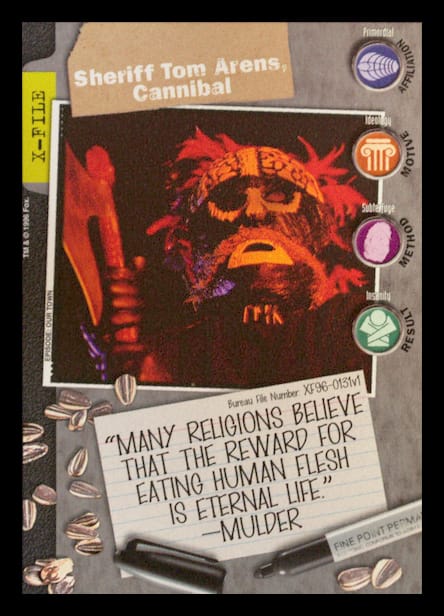 Sheriff Tom Arens,
Cannibal
X-FILE
TM & © 1996 Fox.
Primordial
AFFILIATION
Ideology
MOTIVE
Subterfuge
METHOD
Insanity
RESULT
EPISODE: OUR TOWN
Bureau File Number: XF96-0131v1
“MANY RELIGIONS BELIEVE
THAT THE REWARD FOR
EATING HUMAN FLESH
IS ETERNAL LIFE.”
—MULDER
FINE POINT PERMA